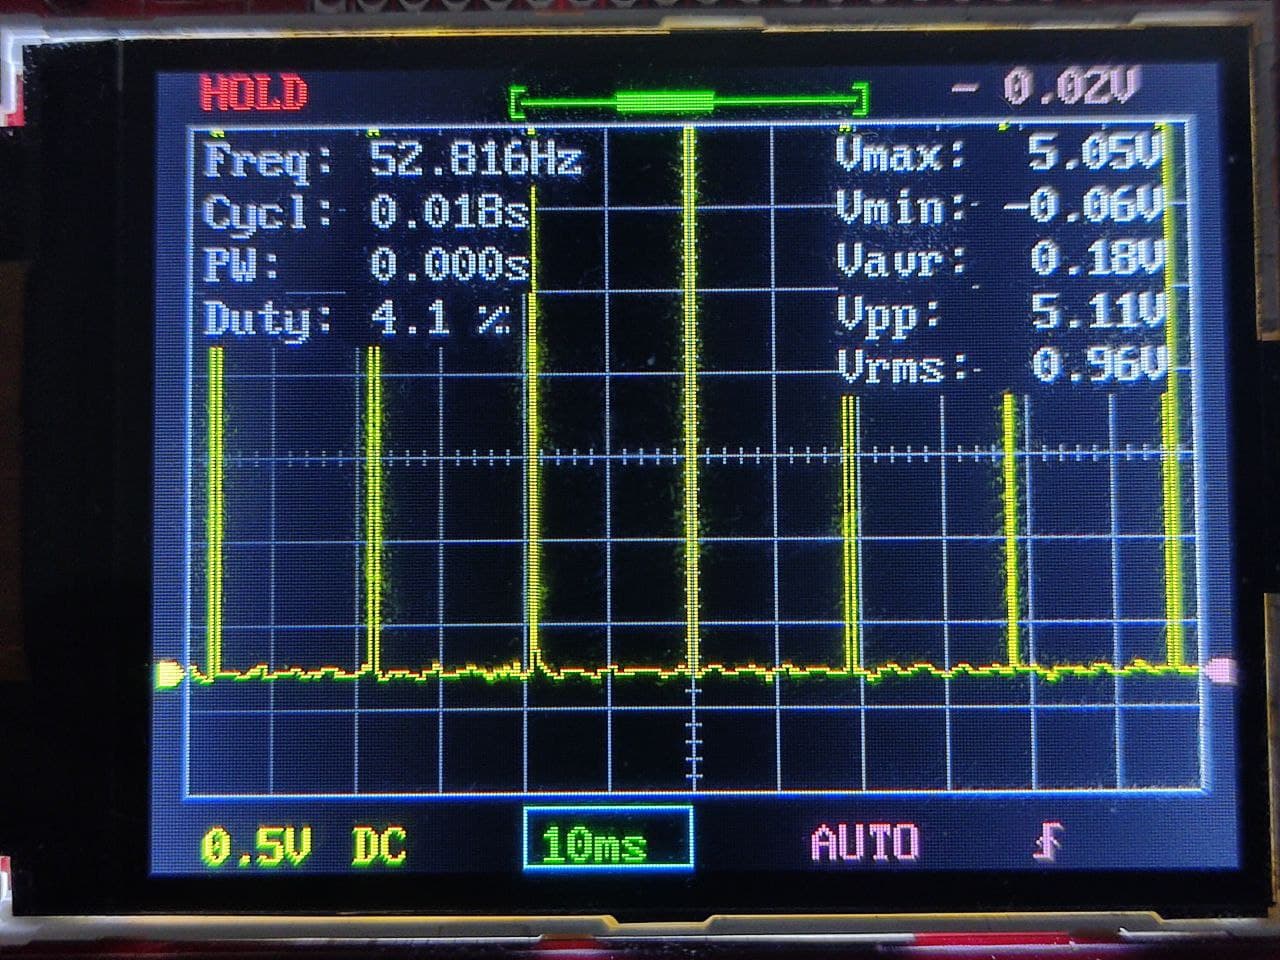 HOLD
- 0.02V
Freq: 52.816Hz
Cycl: 0.018s
PW: 0.000s
Duty: 4.1 %
Vmax: 5.05V
Vmin: -0.06V
Vavr: 0.18V
Vpp: 5.11V
Vrms: 0.96V
0.5V DC 10ms AUTO